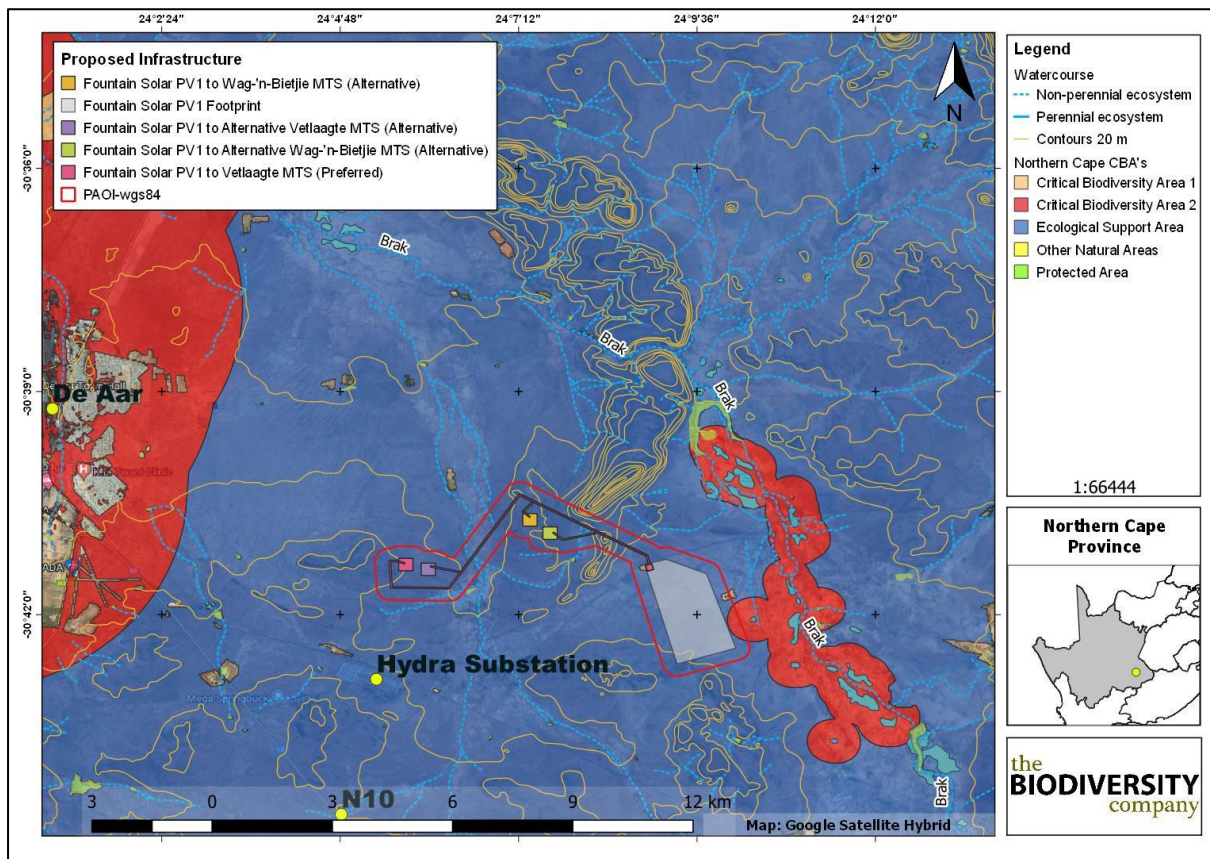 24°2'24"
24°4'48"
24°7'12"
24°9'36"
24°12'0"
-30°36'0"
-30°39'0"
-30°42'0"
Proposed Infrastructure
Fountain Solar PV1 to Wag-'n-Bietjie MTS (Alternative)
Fountain Solar PV1 Footprint
Fountain Solar PV1 to Alternative Vetlaagte MTS (Alternative)
Fountain Solar PV1 to Alternative Wag-'n-Bietjie MTS (Alternative)
Fountain Solar PV1 to Vetlaagte MTS (Preferred)
PAOI-wgs84
N
Brak
Brak
Brak
De Aar
Brak
Hydra Substation
Brak
N10
3 0 3 6 9 12 km
Map: Google Satellite Hybrid
Legend
Watercourse
Non-perennial ecosystem
Perennial ecosystem
Contours 20 m
Northern Cape CBA's
Critical Biodiversity Area 1
Critical Biodiversity Area 2
Ecological Support Area
Other Natural Areas
Protected Area
1:66444
Northern Cape
Province
the
BIODIVERSITY
company